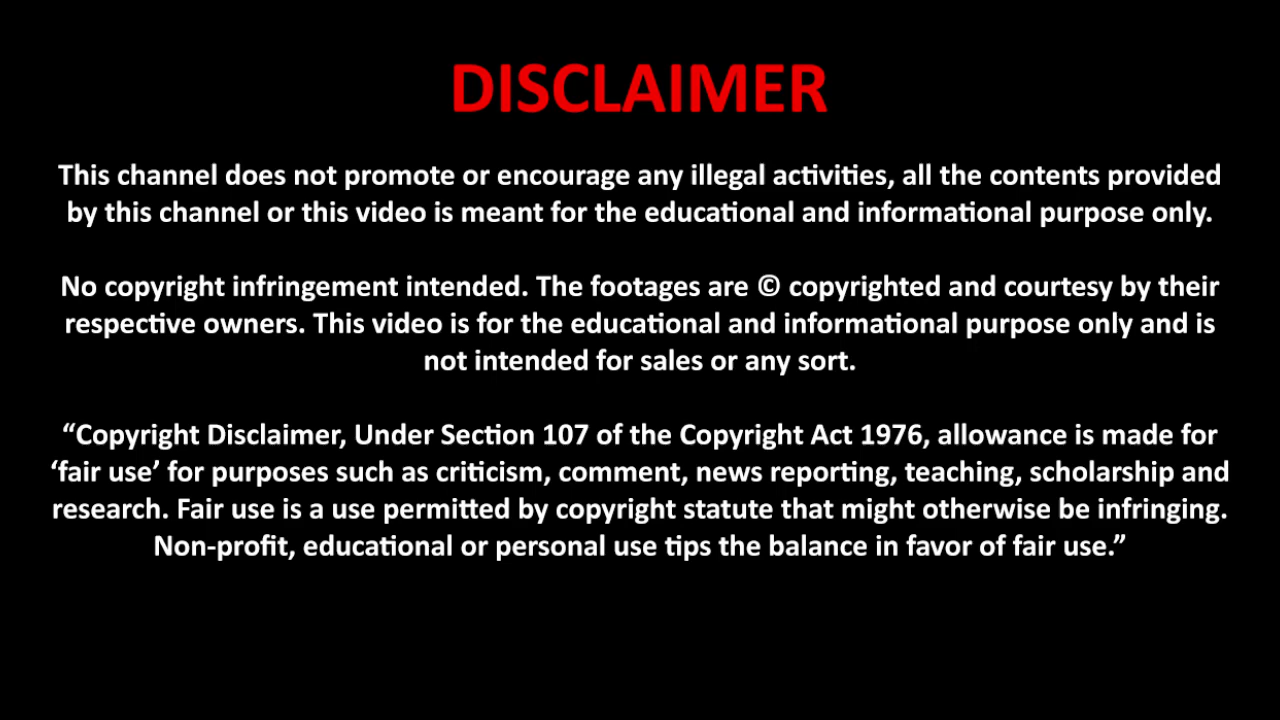 DISCLAIMER
This channel does not promote or encourage any illegal activities, all the contents provided
by this channel or this video is meant for the educational and informational purpose only.
No copyright infringement intended. The footages are © copyrighted and courtesy by their
respective owners. This video is for the educational and informational purpose only and is
not intended for sales or any sort.
“Copyright Disclaimer, Under Section 107 of the Copyright Act 1976, allowance is made for
‘fair use’ for purposes such as criticism, comment, news reporting, teaching, scholarship and
research. Fair use is a use permitted by copyright statute that might otherwise be infringing.
Non-profit, educational or personal use tips the balance in favor of fair use.”